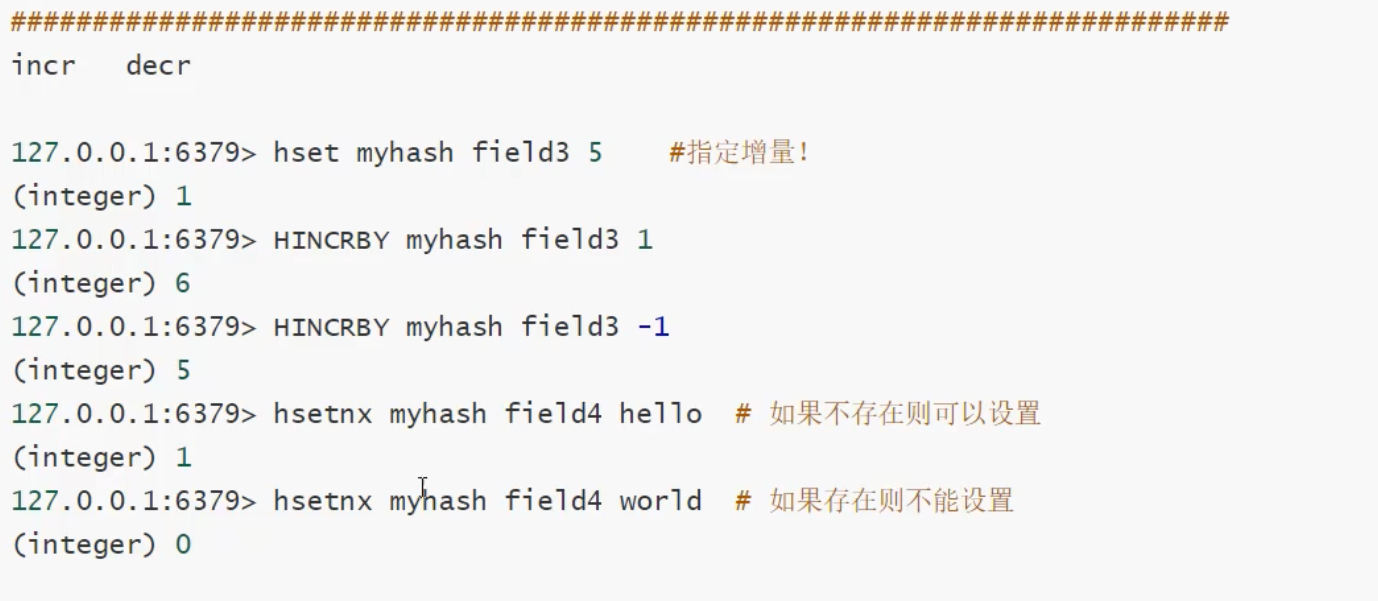 ##########################################################################
incr   decr
127.0.0.1:6379> hset myhash field3 5    #指定增量!
(integer) 1
127.0.0.1:6379> HINCRBY myhash field3 1
(integer) 6
127.0.0.1:6379> HINCRBY myhash field3 -1
(integer) 5
127.0.0.1:6379> hsetnx myhash field4 hello  # 如果不存在则可以设置
(integer) 1
127.0.0.1:6379> hsetnx myhash field4 world  # 如果存在则不能设置
(integer) 0